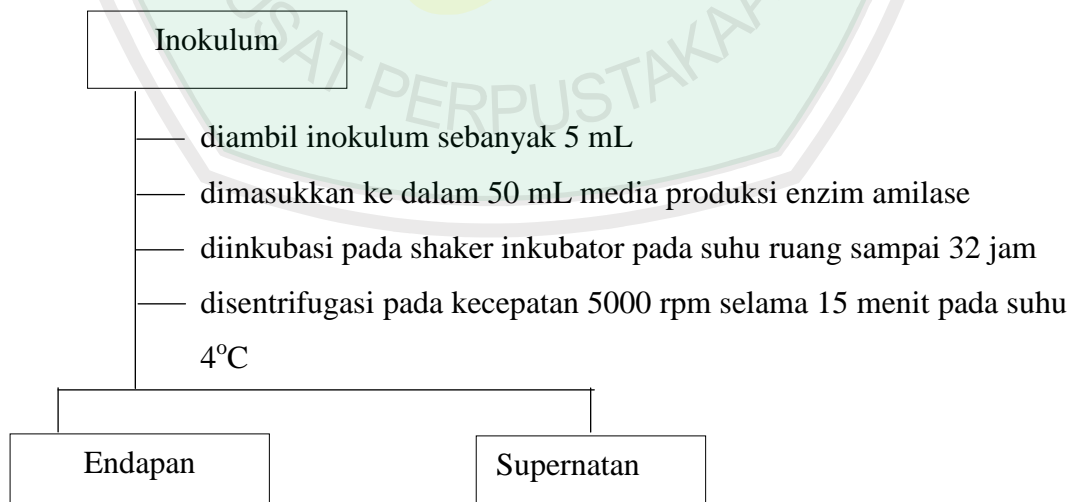 Inokulum
diambil inokulum sebanyak 5 mL
dimasukkan ke dalam 50 mL media produksi enzim amilase
diinkubasi pada shaker inkubator pada suhu ruang sampai 32 jam
disentrifugasi pada kecepatan 5000 rpm selama 15 menit pada suhu
4°C
Endapan
Supernatan